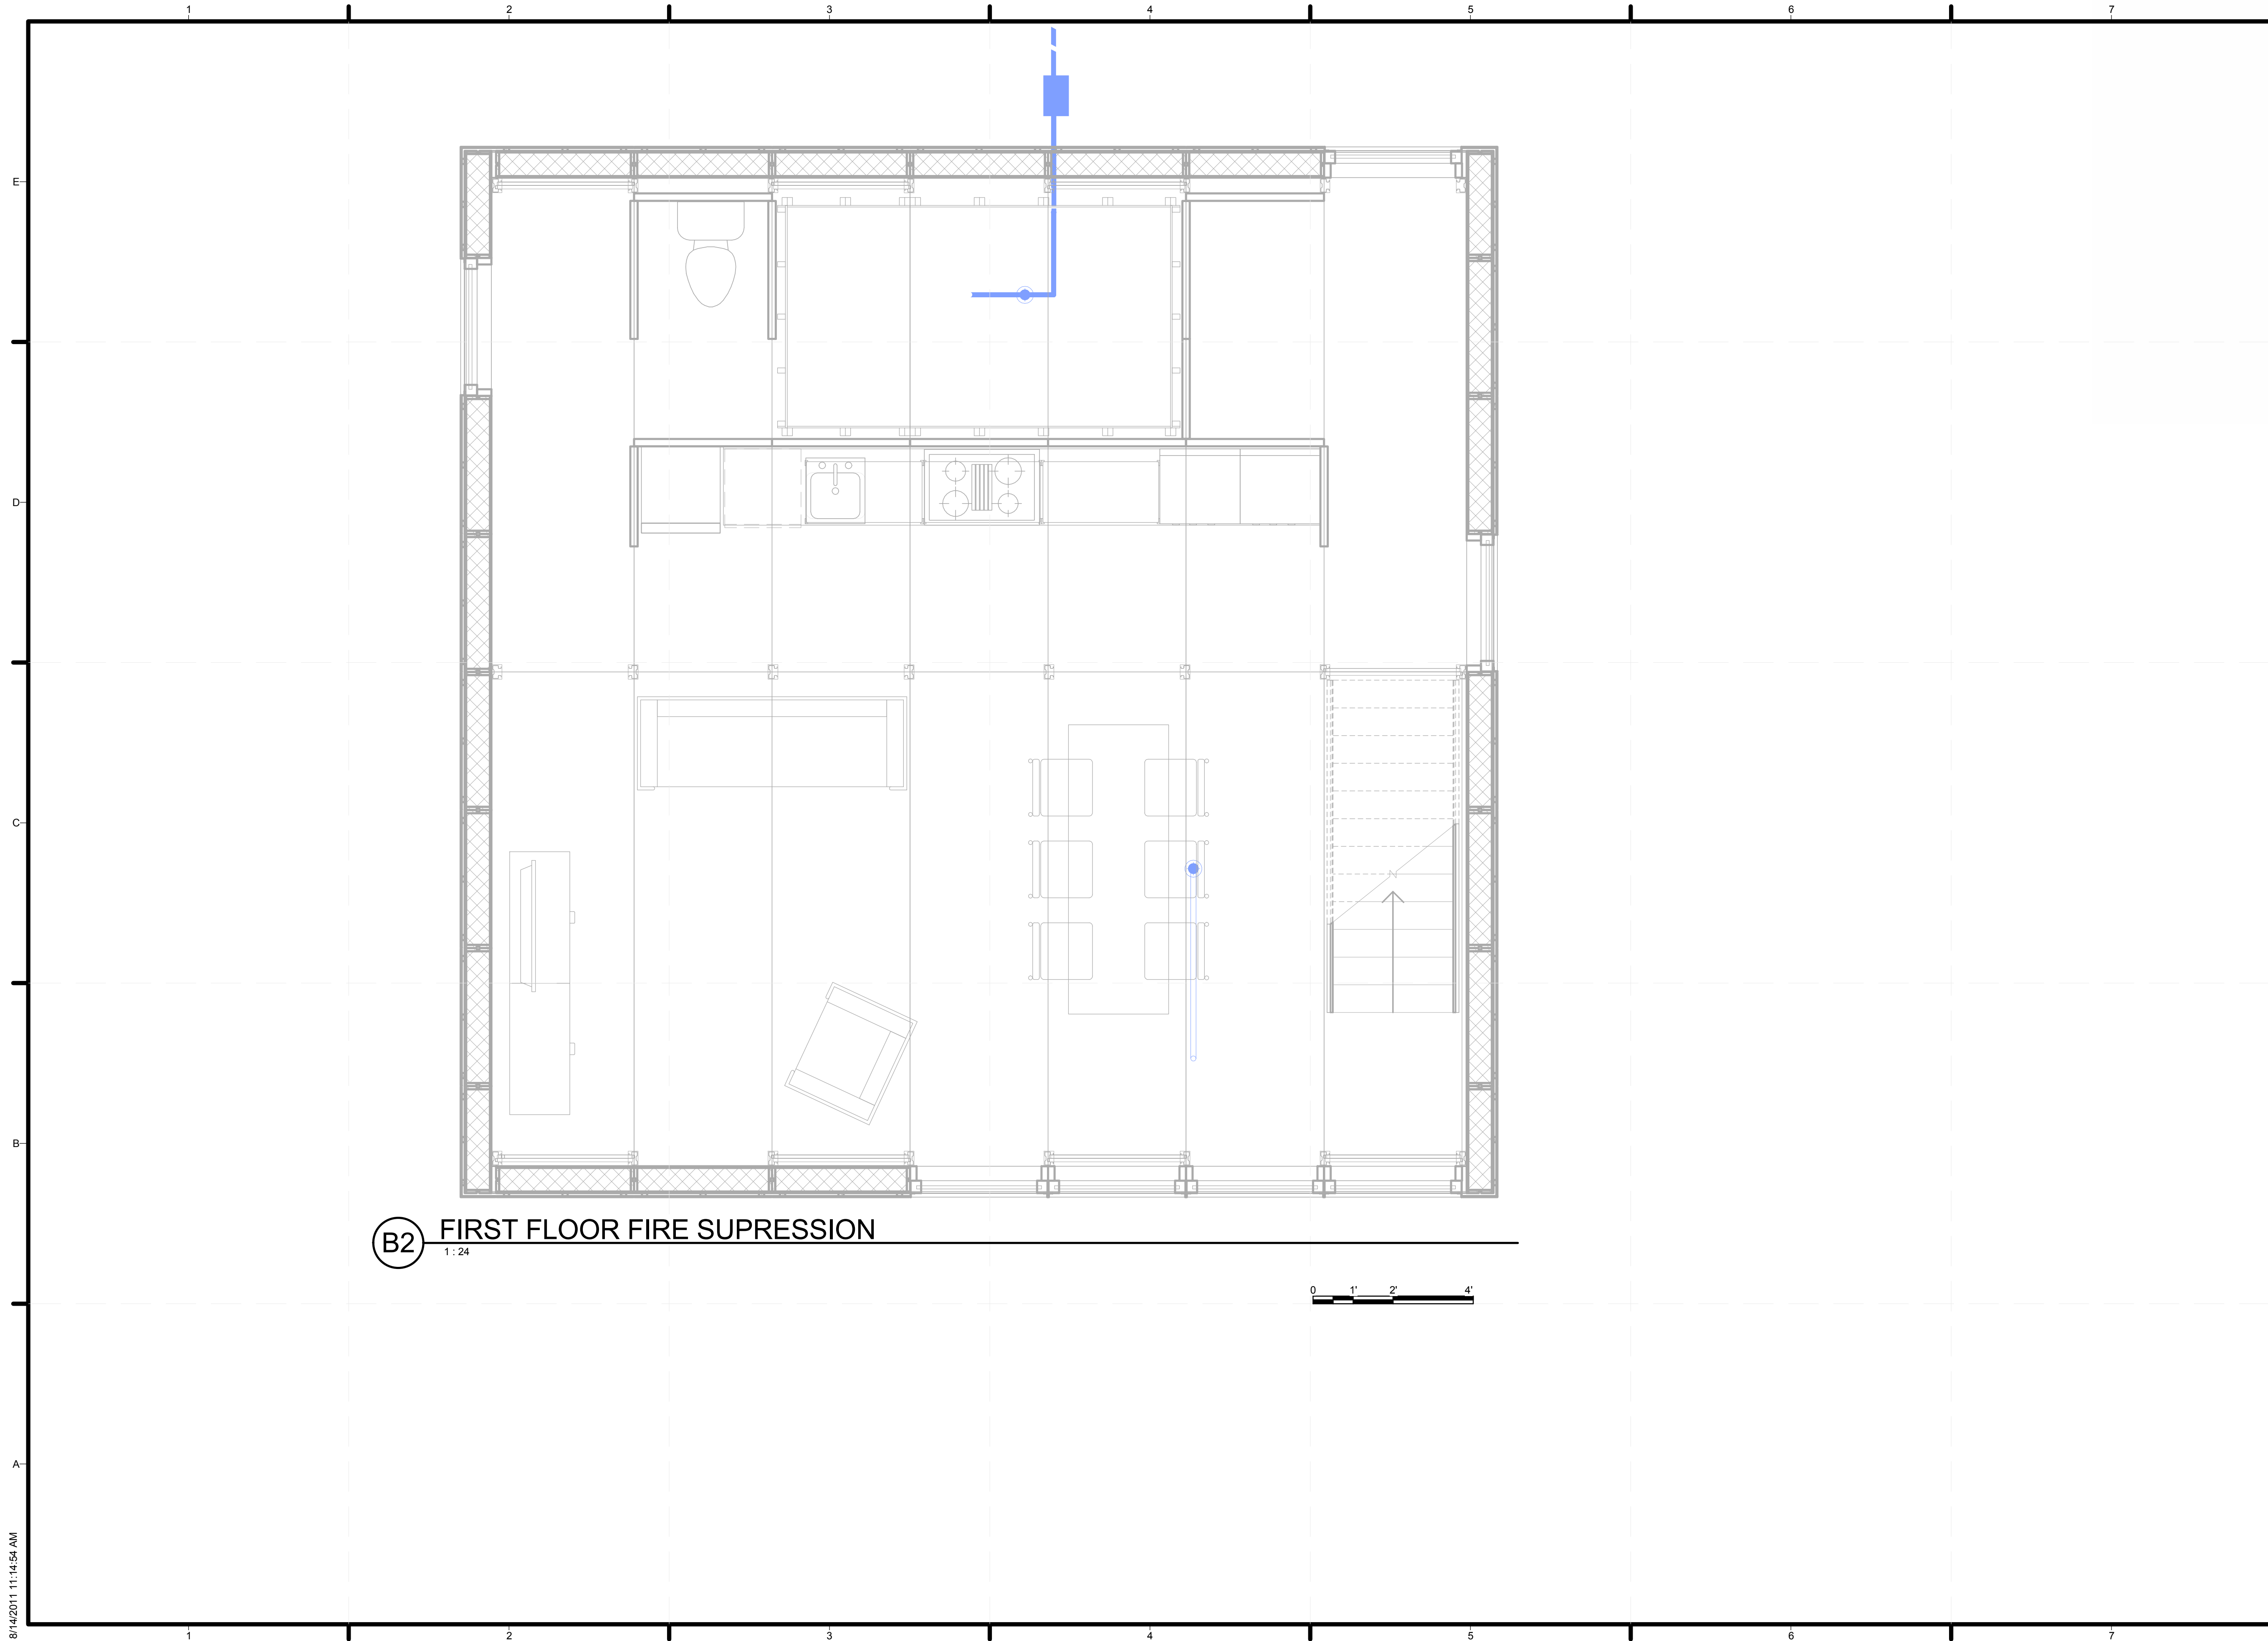 1 2 3 4 5 6 7
E
D
C
B
A
B2 FIRST FLOOR FIRE SUPRESSION
1 : 24
0 1' 2' 4'
8/14/2011 11:14:54 AM
1 2 3 4 5 6 7